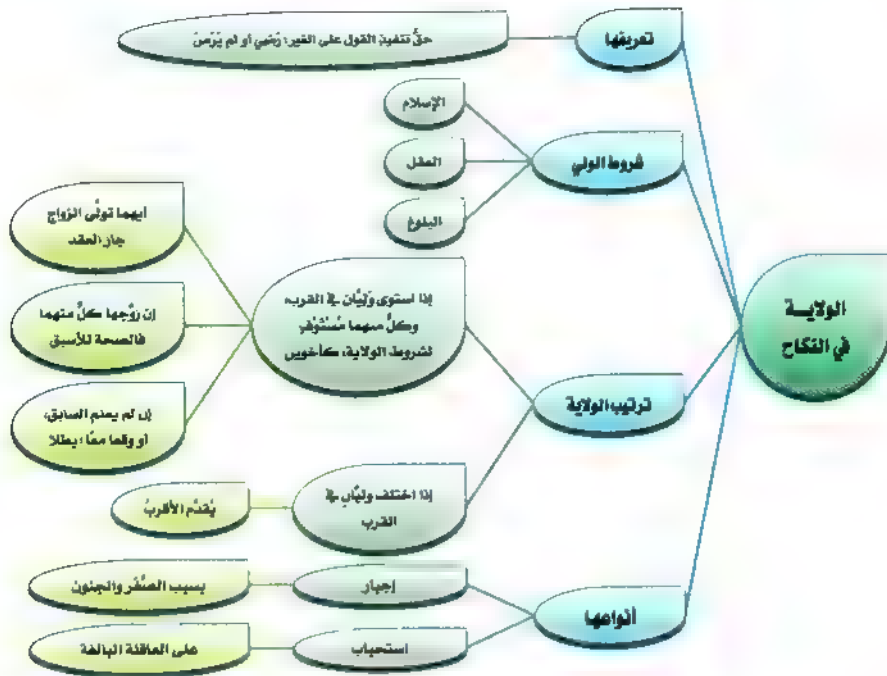 الولايـــة
في النكاح
تعريفها
حقُّ تنفيذِ القول على الغير؛ رَضِي أو لم يَرْضَ
شروط الولي
الإسلام
العقل
البلوغ
ترتيب الولاية
إذا استوى وَلِيَّان في القرب،
وكلٌّ منهما مُسْتَوْفٍ
لشروط الولاية، كأخوين
أيهما تولَّى الزواج
جاز العقد
إن زوَّجها كلٌّ منهما
فالصحة للأسبق
إن لم يعلم السابق،
أو وقعا معًا؛ بطلا
إذا اختلف وليَّانِ في
القرب
يُقدَّم الأقربُ
أنواعها
إجبار
بسبب الصِّغَر والجنون
استحباب
على العاقلة البالغة